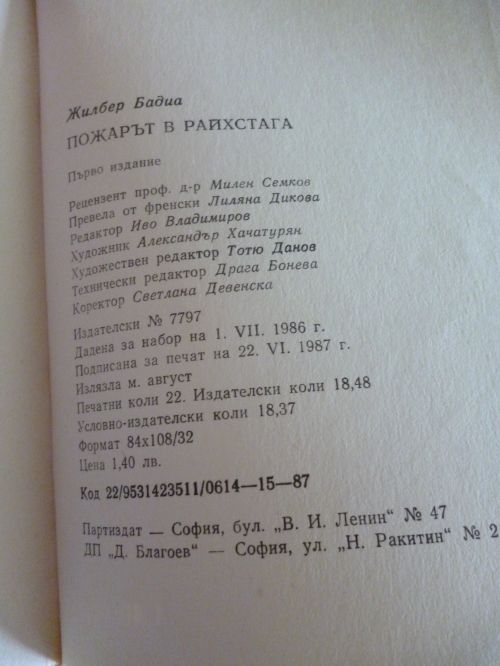 Жилбер Бадиа
ПОЖАРЪТ В РАЙХСТАГА
Първо издание
Рецензент проф. д-р Милен Семков
Превела от френски Лиляна Дикова
Редактор Иво Владимиров
Художник Александър Хачатурян
Художествен редактор Тотю Данов
Технически редактор Драга Бонева
Коректор Светлана Девенска
Издателски № 7797
Дадена за набор на 1. VII. 1986 г.
Подписана за печат на 22. VI. 1987 г.
Излязла м. август
Печатни коли 22. Издателски коли 18,48
Условно-издателски коли 18,37
Формат 84x108/32
Цена 1,40 лв.
Код 22/9531423511/0614—15—87
Партиздат — София, бул. „В. И. Ленин“ № 47
ДП „Д. Благоев“ — София, ул. „Н. Ракитин“ № 2